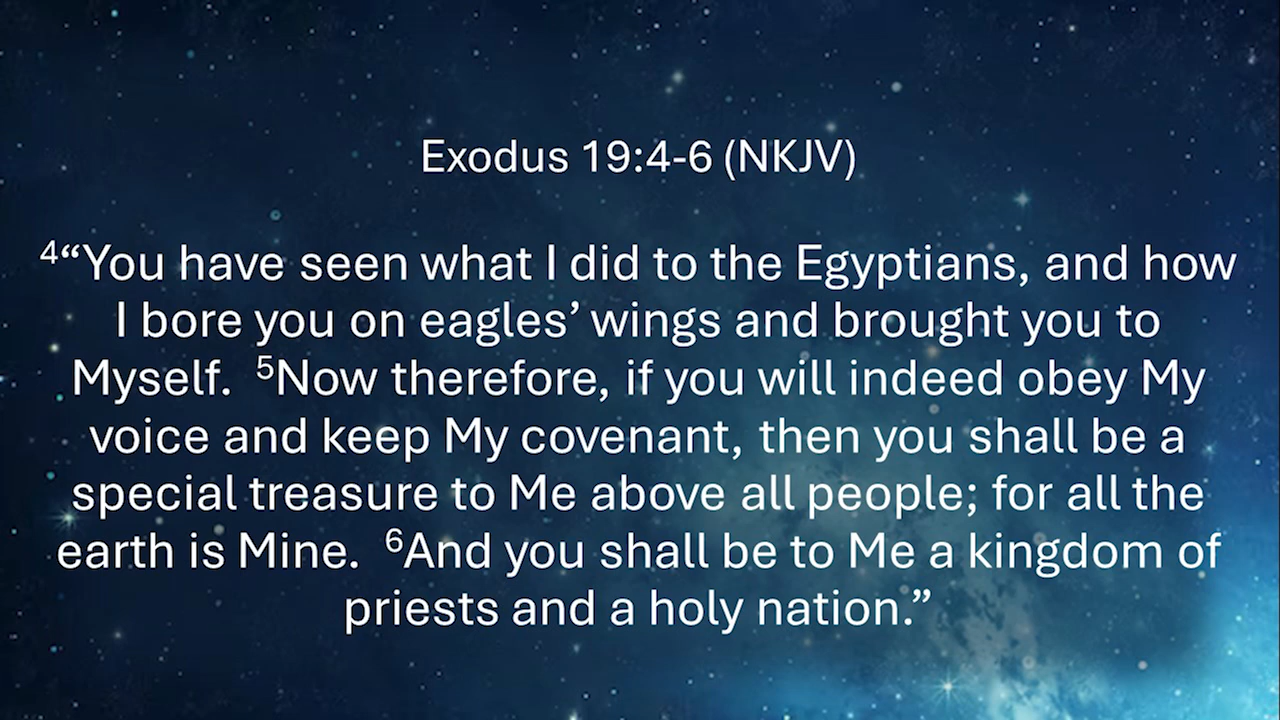 Exodus 19:4-6 (NKJV)
4“You have seen what I did to the Egyptians, and how
I bore you on eagles’ wings and brought you to
Myself.  5Now therefore, if you will indeed obey My
voice and keep My covenant, then you shall be a
special treasure to Me above all people; for all the
earth is Mine.  6And you shall be to Me a kingdom of
priests and a holy nation.”